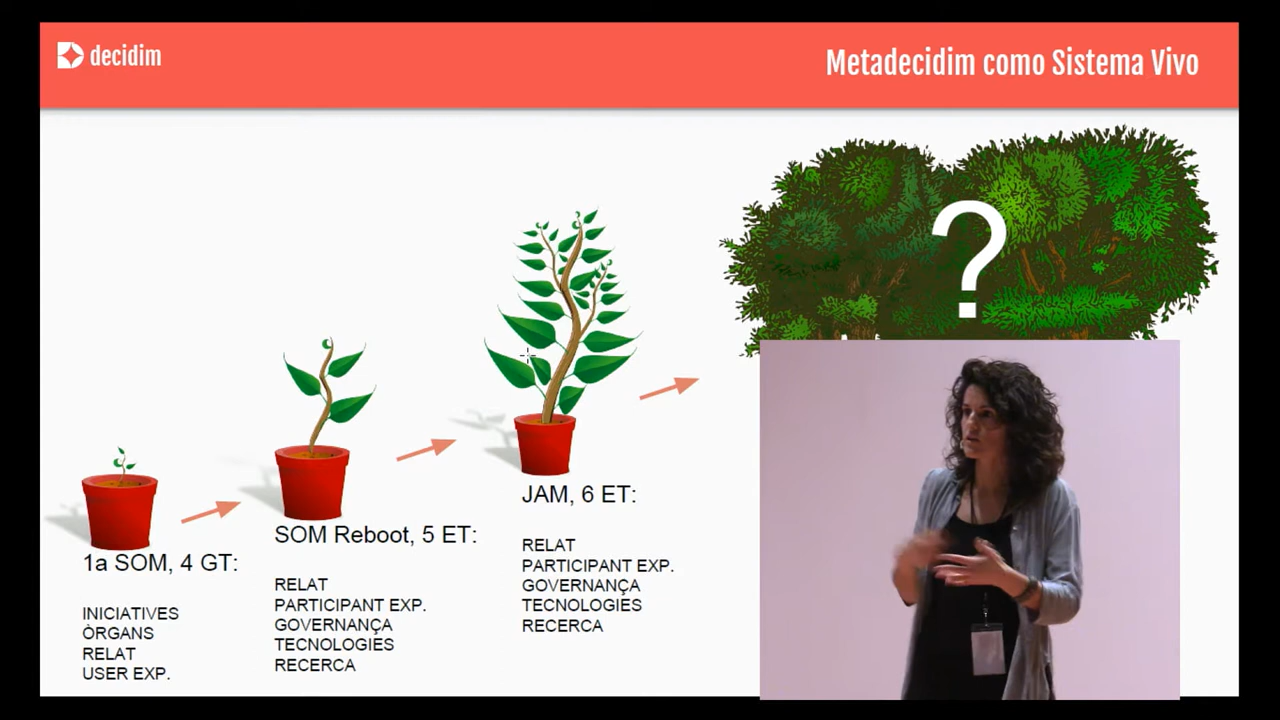 decidim
Metadecidim como Sistema Vivo
?
1a SOM, 4 GT:
INICIATIVES
ÒRGANS
RELAT
USER EXP.
SOM Reboot, 5 ET:
RELAT
PARTICIPANT EXP.
GOVERNANÇA
TECNOLOGIES
RECERCA
JAM, 6 ET:
RELAT
PARTICIPANT EXP.
GOVERNANÇA
TECNOLOGIES
RECERCA